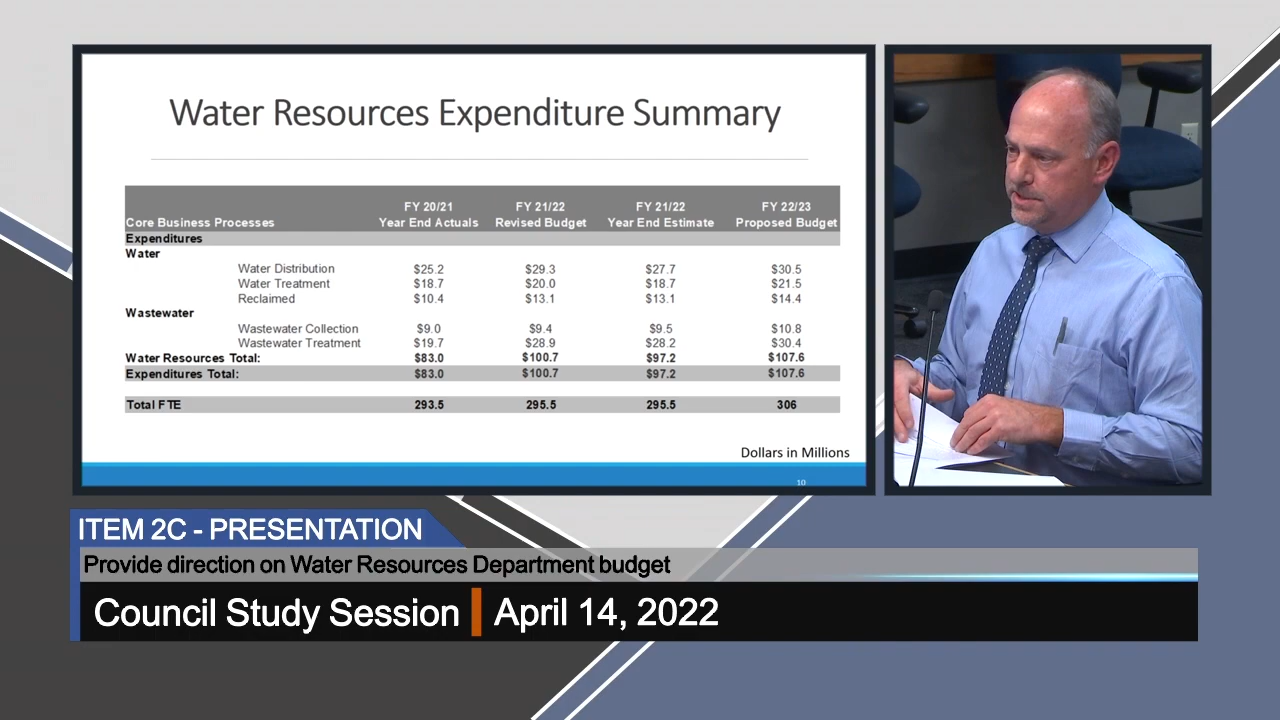 Water Resources Expenditure Summary
FY 20/21 FY 21/22 FY 21/22 FY 22/23
Core Business Processes Year End Actuals Revised Budget Year End Estimate Proposed Budget
Expenditures
Water
Water Distribution $25.2 $29.3 $27.7 $30.5
Water Treatment $18.7 $20.0 $18.7 $21.5
Reclaimed $10.4 $13.1 $13.1 $14.4
Wastewater
Wastewater Collection $9.0 $9.4 $9.5 $10.8
Wastewater Treatment $19.7 $28.9 $28.2 $30.4
Water Resources Total: $83.0 $100.7 $97.2 $107.6
Expenditures Total: $83.0 $100.7 $97.2 $107.6
Total FTE 293.5 295.5 295.5 306
Dollars in Millions
10
ITEM 2C - PRESENTATION
Provide direction on Water Resources Department budget
Council Study Session April 14, 2022